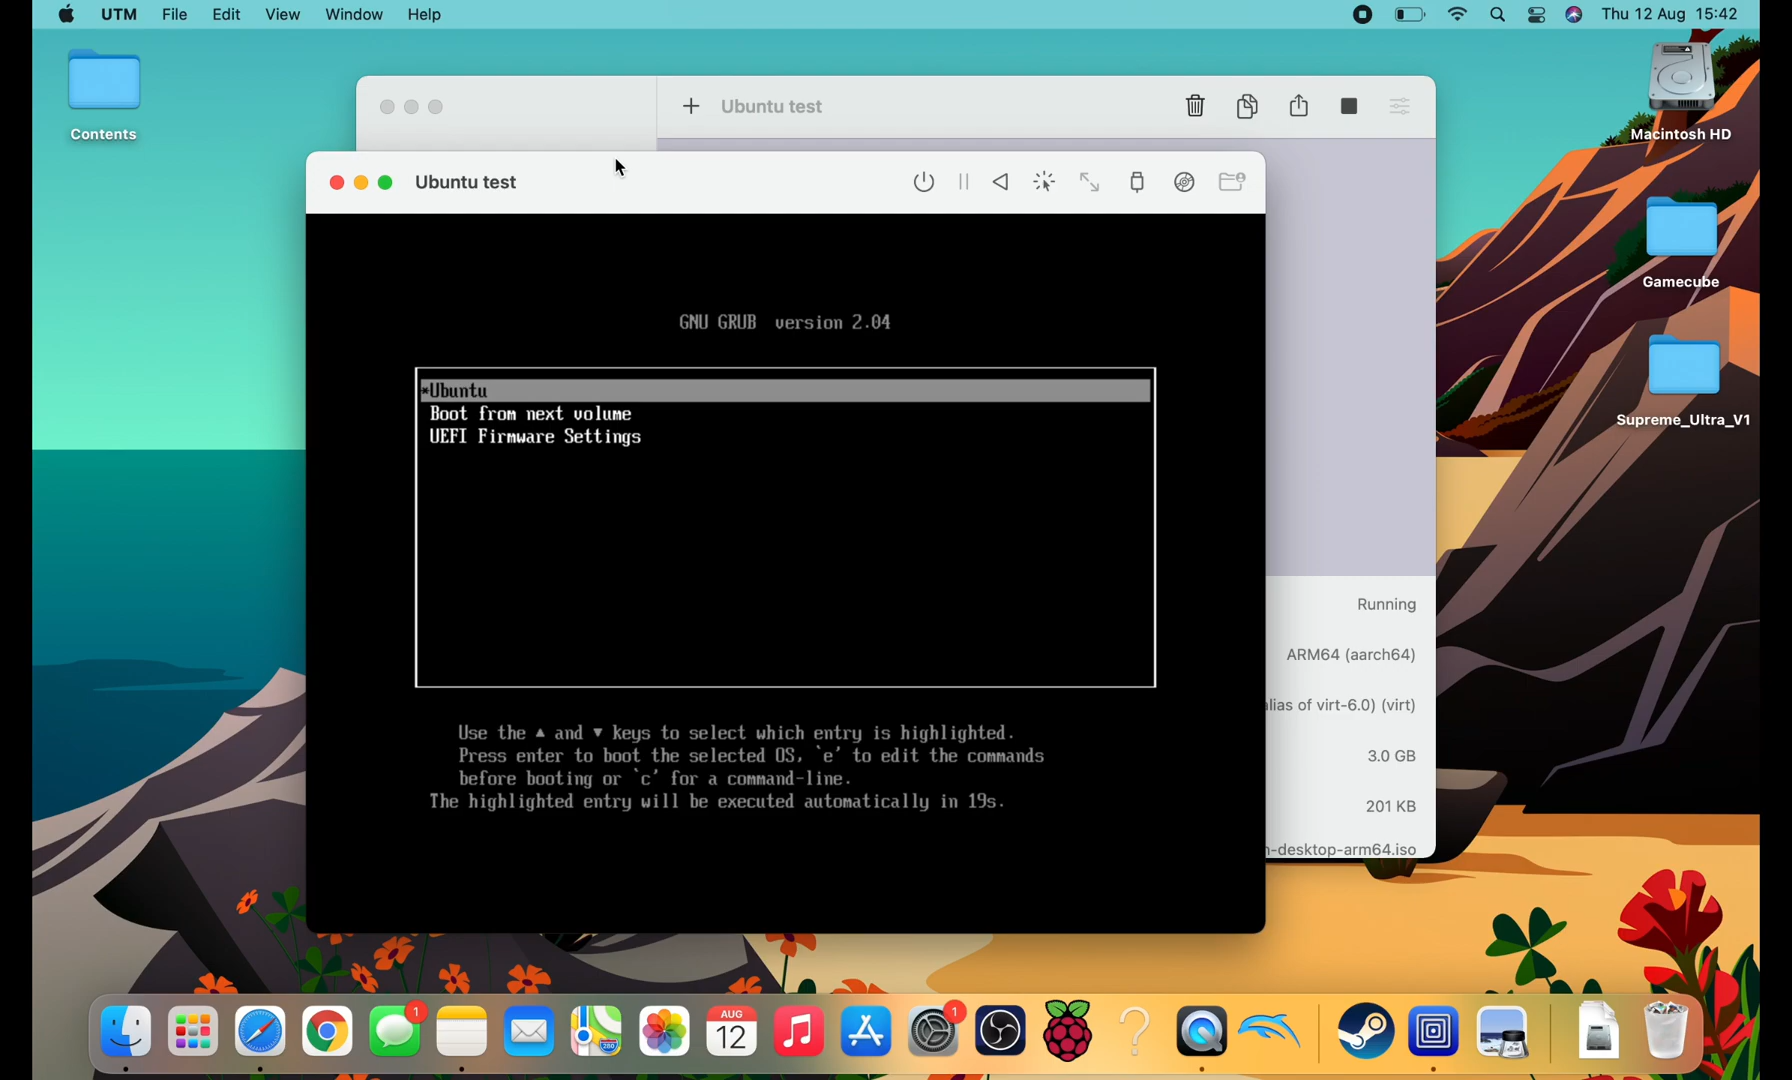 UTM File Edit View Window Help Thu 12 Aug 15:42
Contents
Macintosh HD
Gamecube
Supreme_Ultra_V1
Ubuntu test
Ubuntu test
GNU GRUB version 2.04
*Ubuntu
Boot from next volume
UEFI Firmware Settings
Use the ▲ and ▼ keys to select which entry is highlighted.
Press enter to boot the selected OS, `e' to edit the commands
before booting or `c' for a command-line.
The highlighted entry will be executed automatically in 19s.
Running
ARM64 (aarch64)
alias of virt-6.0) (virt)
3.0 GB
201 KB
-desktop-arm64.iso
1
280
AUG
12
1